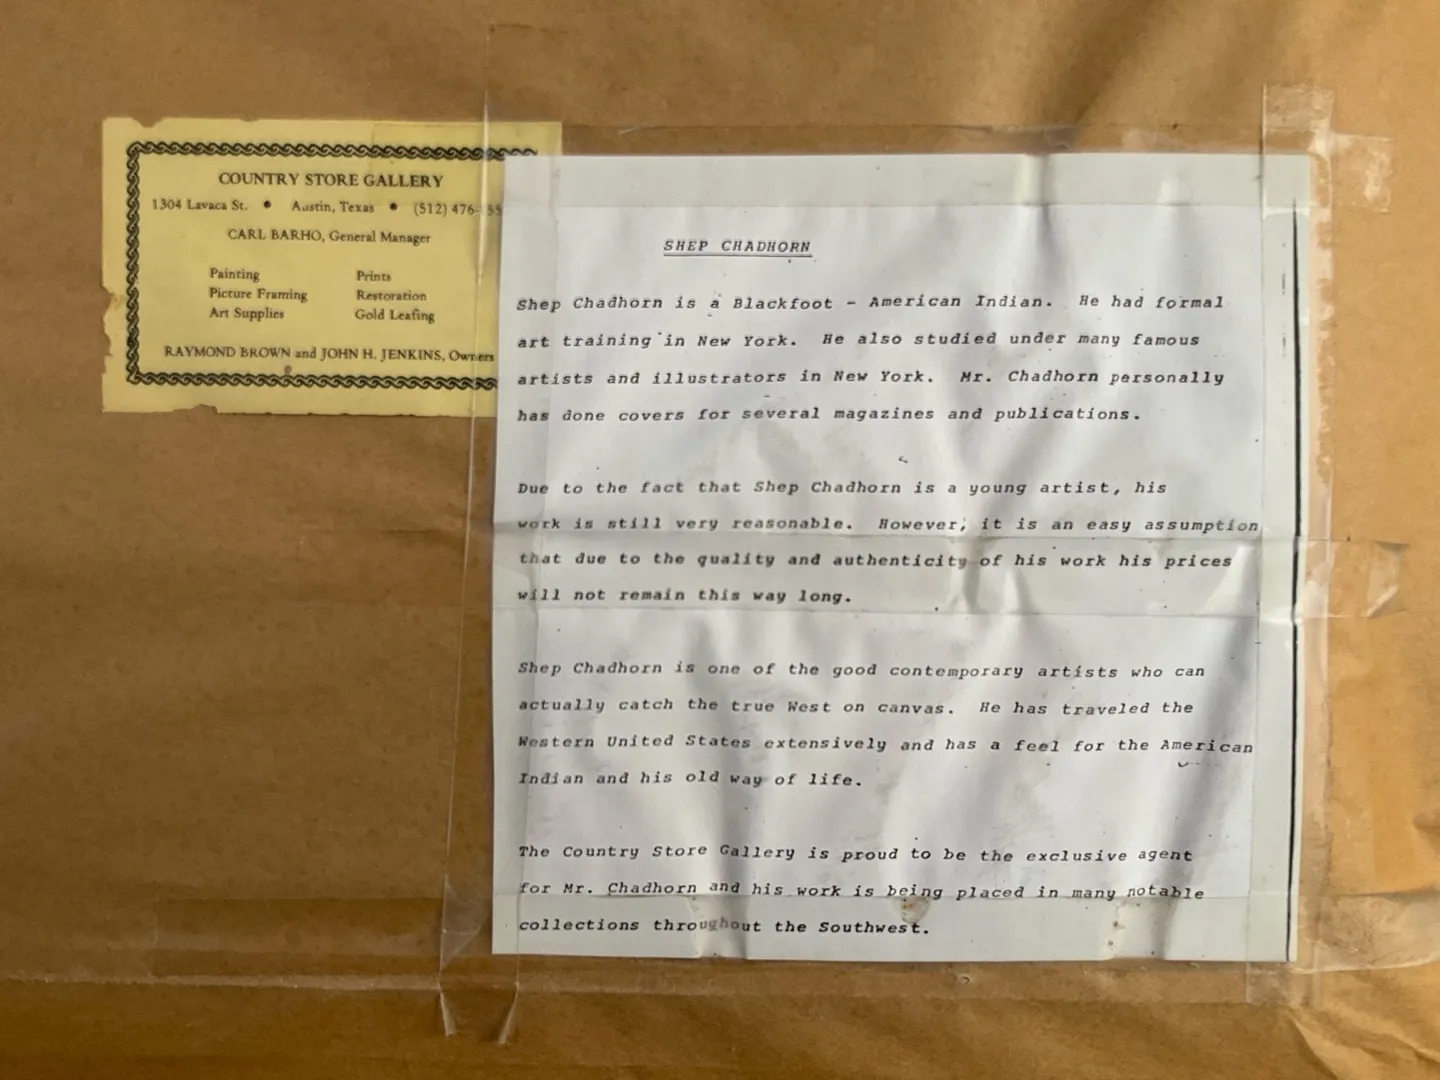 COUNTRY STORE GALLERY
1304 Lavaca St. • Austin, Texas • (512) 476-
CARL BARHO, General Manager
Painting Prints
Picture Framing Restoration
Art Supplies Gold Leafing
RAYMOND BROWN and JOHN H. JENKINS, Owners
SHEP CHADHORN
Shep Chadhorn is a Blackfoot - American Indian. He had formal
art training in New York. He also studied under many famous
artists and illustrators in New York. Mr. Chadhorn personally
has done covers for several magazines and publications.
Due to the fact that Shep Chadhorn is a young artist, his
work is still very reasonable. However, it is an easy assumption
that due to the quality and authenticity of his work his prices
will not remain this way long.
Shep Chadhorn is one of the good contemporary artists who can
actually catch the true West on canvas. He has traveled the
Western United States extensively and has a feel for the American
Indian and his old way of life.
The Country Store Gallery is proud to be the exclusive agent
for Mr. Chadhorn and his work is being placed in many notable
collections throughout the Southwest.